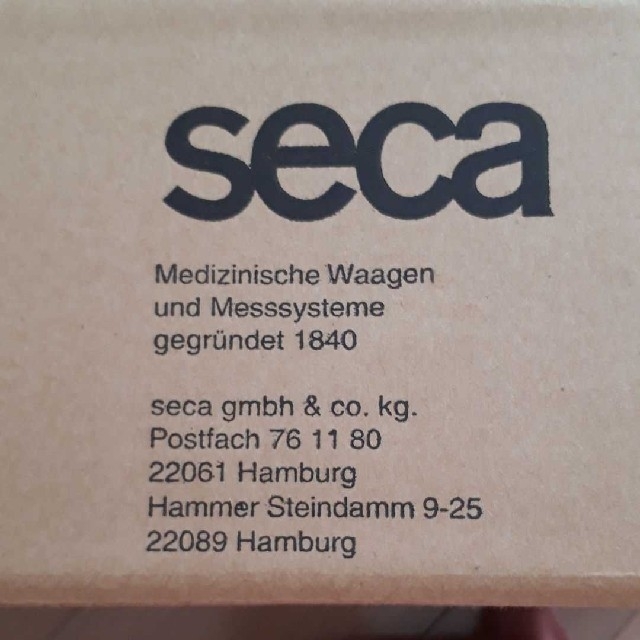 seca
Medizinische Waagen
und Messsysteme
gegründet 1840
seca gmbh & co. kg.
Postfach 76 11 80
22061 Hamburg
Hammer Steindamm 9-25
22089 Hamburg